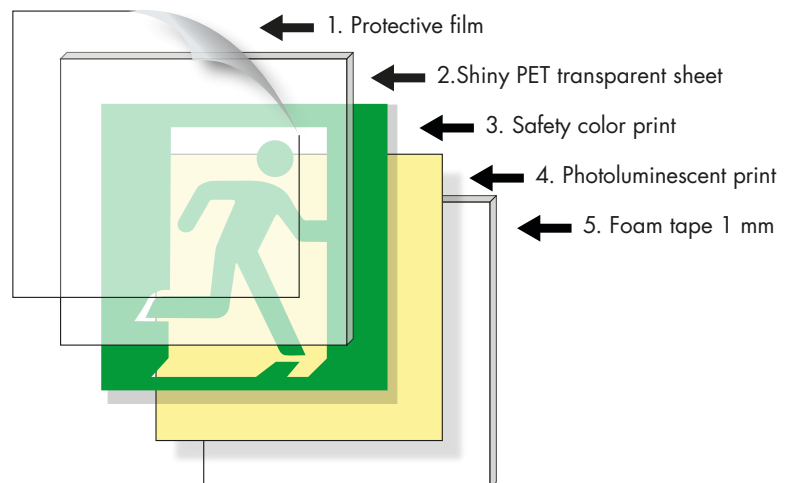 1. Protective film
2.Shiny PET transparent sheet
3. Safety color print
4. Photoluminescent print
5. Foam tape 1 mm